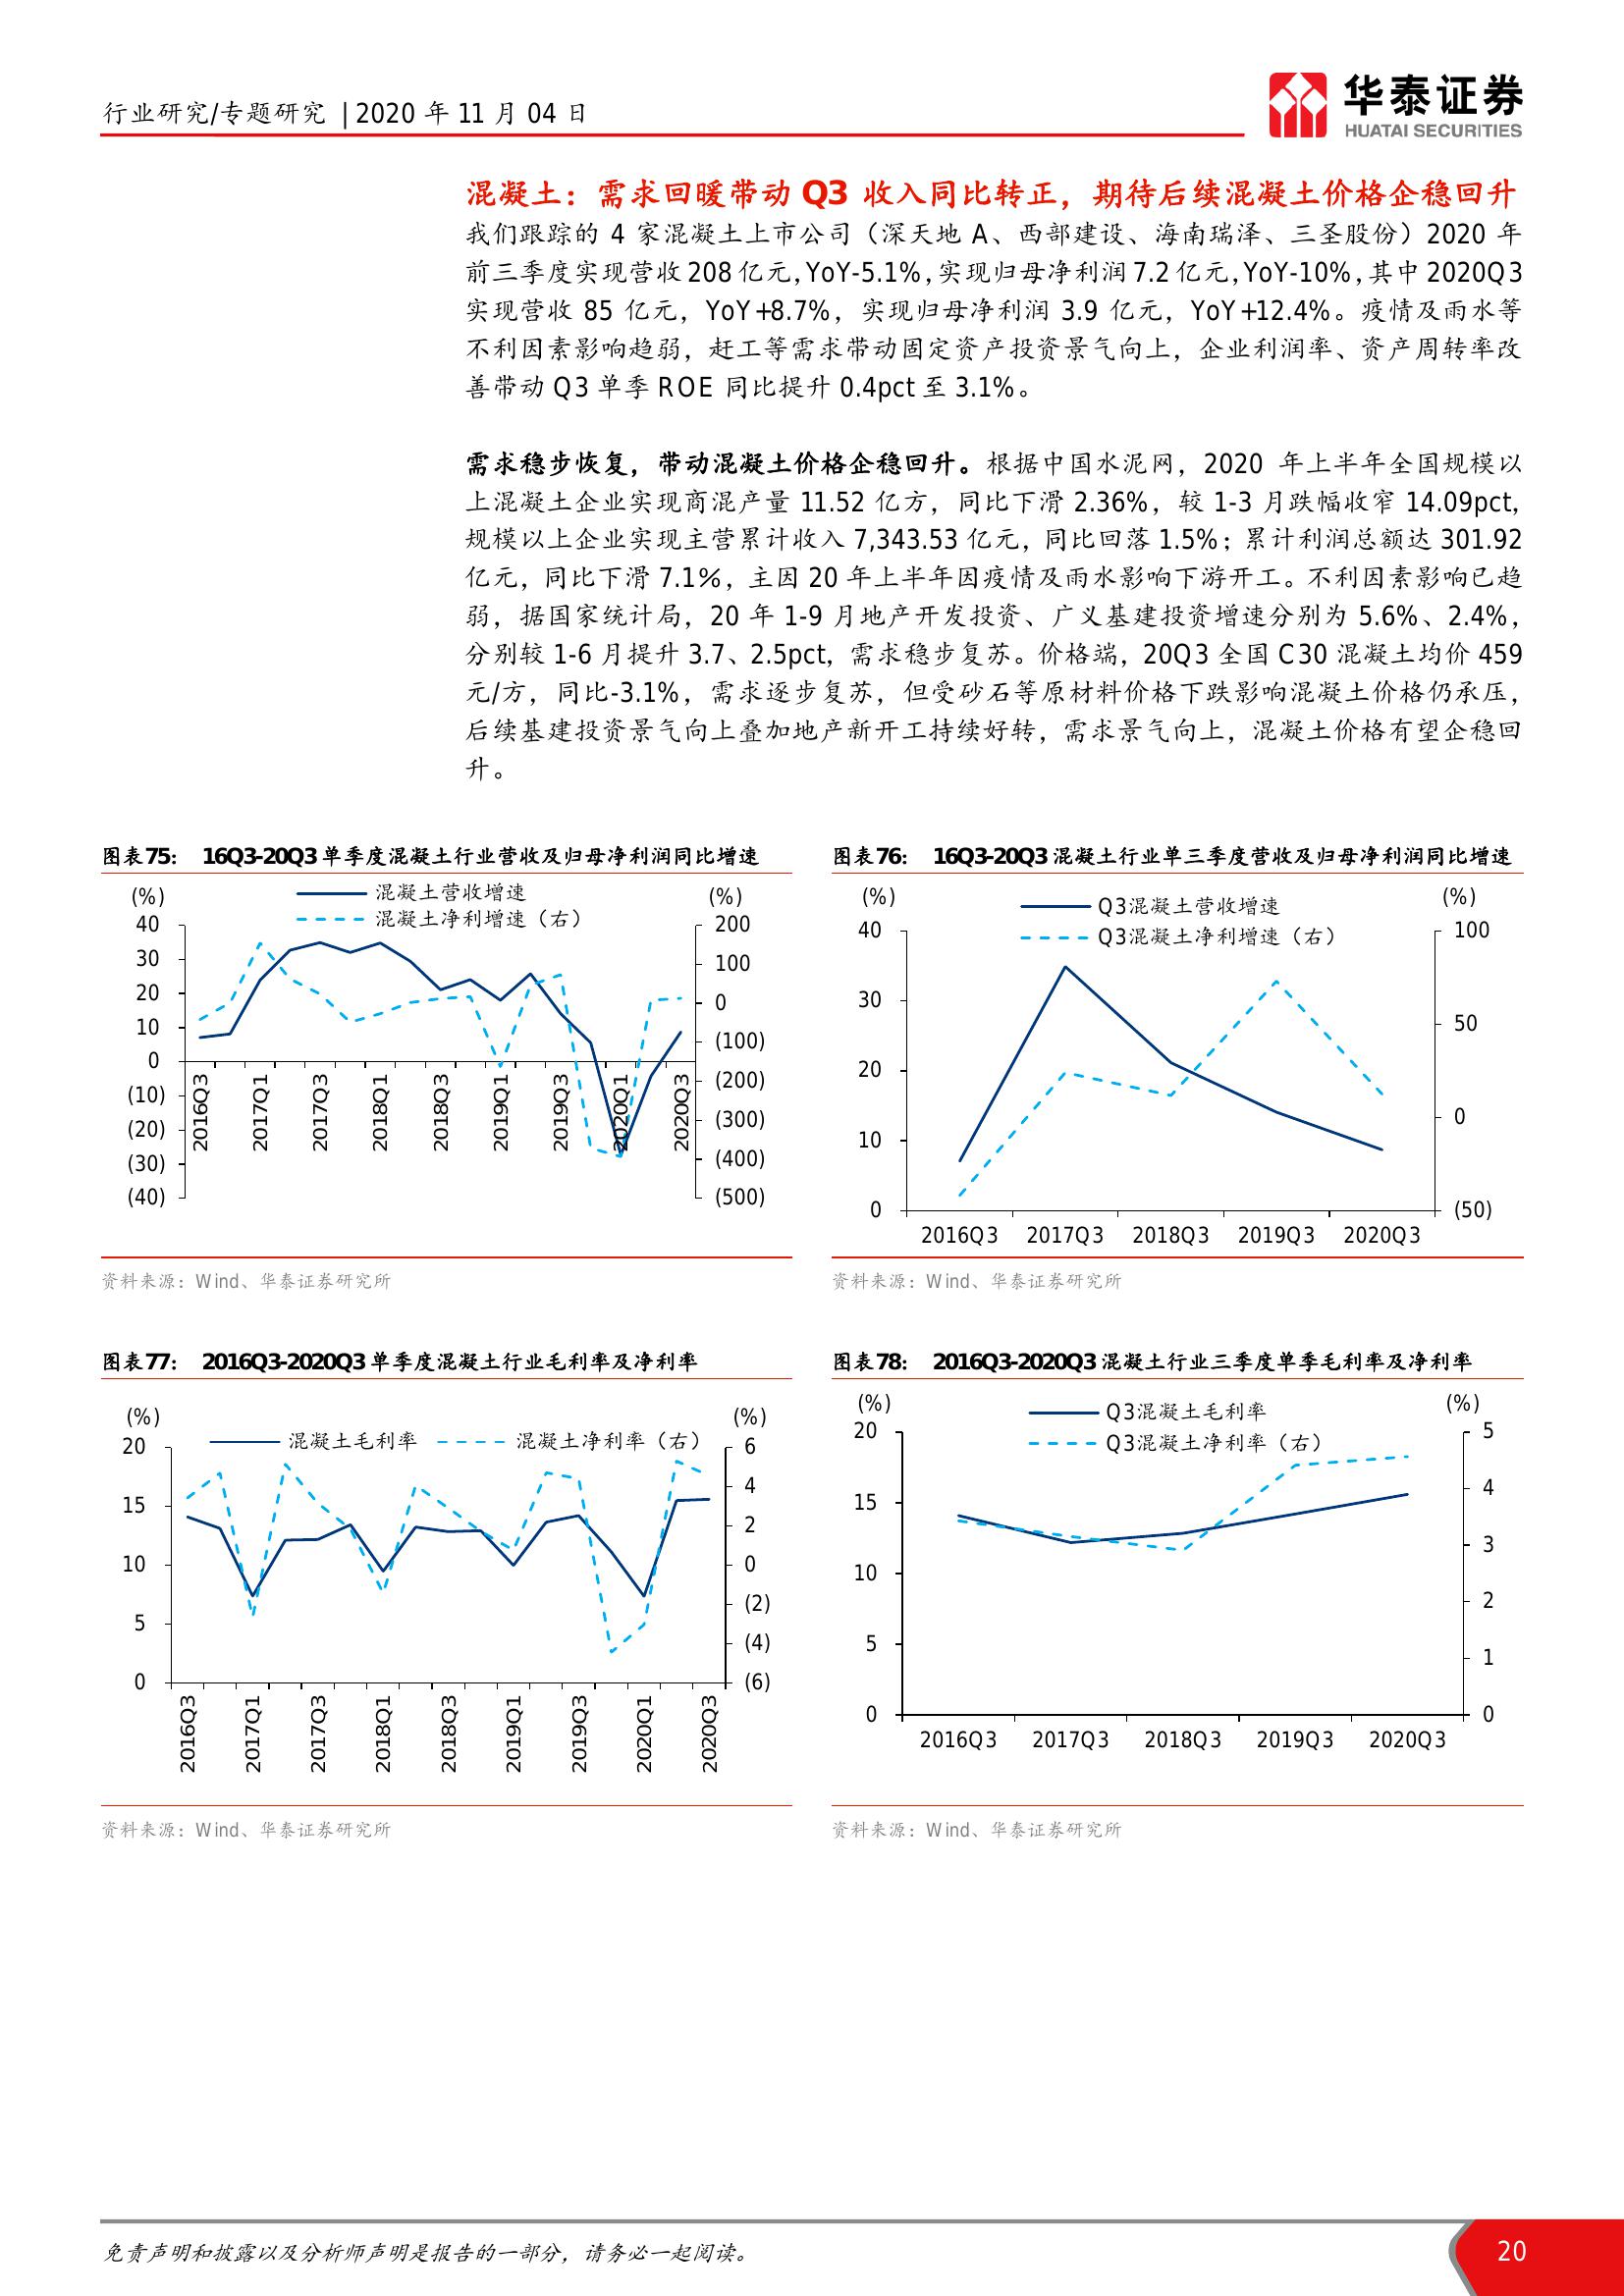 行业研究/专题研究 | 2020 年 11 月 04 日
华泰证券
HUATAI SECURITIES
混凝土：需求回暖带动 Q3 收入同比转正，期待后续混凝土价格企稳回升
我们跟踪的 4 家混凝土上市公司（深天地 A、西部建设、海南瑞泽、三圣股份）2020 年
前三季度实现营收 208 亿元，YoY-5.1%，实现归母净利润 7.2 亿元，YoY-10%，其中 2020Q3
实现营收 85 亿元，YoY+8.7%，实现归母净利润 3.9 亿元，YoY+12.4%。疫情及雨水等
不利因素影响趋弱，赶工等需求带动固定资产投资景气向上，企业利润率、资产周转率改
善带动 Q3 单季 ROE 同比提升 0.4pct 至 3.1%。
需求稳步恢复，带动混凝土价格企稳回升。根据中国水泥网，2020 年上半年全国规模以
上混凝土企业实现商混产量 11.52 亿方，同比下滑 2.36%，较 1-3 月跌幅收窄 14.09pct，
规模以上企业实现主营累计收入 7,343.53 亿元，同比回落 1.5%；累计利润总额达 301.92
亿元，同比下滑 7.1%，主因 20 年上半年因疫情及雨水影响下游开工。不利因素影响已趋
弱，据国家统计局，20 年 1-9 月地产开发投资、广义基建投资增速分别为 5.6%、2.4%，
分别较 1-6 月提升 3.7、2.5pct，需求稳步复苏。价格端，20Q3 全国 C30 混凝土均价 459
元/方，同比-3.1%，需求逐步复苏，但受砂石等原材料价格下跌影响混凝土价格仍承压，
后续基建投资景气向上叠加地产新开工持续好转，需求景气向上，混凝土价格有望企稳回
升。
图表75： 16Q3-20Q3 单季度混凝土行业营收及归母净利润同比增速
(%)
混凝土营收增速
混凝土净利增速（右）
(%)
40
30
20
10
0
(10)
(20)
(30)
(40)
200
100
0
(100)
(200)
(300)
(400)
(500)
2016Q3
2017Q1
2017Q3
2018Q1
2018Q3
2019Q1
2019Q3
2020Q1
2020Q3
资料来源：Wind、华泰证券研究所
图表76： 16Q3-20Q3 混凝土行业单三季度营收及归母净利润同比增速
(%)
Q3混凝土营收增速
Q3混凝土净利增速（右）
(%)
40
30
20
10
0
100
50
0
(50)
2016Q3
2017Q3
2018Q3
2019Q3
2020Q3
资料来源：Wind、华泰证券研究所
图表77： 2016Q3-2020Q3 单季度混凝土行业毛利率及净利率
(%)
混凝土毛利率
混凝土净利率（右）
(%)
20
15
10
5
0
6
4
2
0
(2)
(4)
(6)
2016Q3
2017Q1
2017Q3
2018Q1
2018Q3
2019Q1
2019Q3
2020Q1
2020Q3
资料来源：Wind、华泰证券研究所
图表78： 2016Q3-2020Q3 混凝土行业三季度单季毛利率及净利率
(%)
Q3混凝土毛利率
Q3混凝土净利率（右）
(%)
20
15
10
5
0
5
4
3
2
1
0
2016Q3
2017Q3
2018Q3
2019Q3
2020Q3
资料来源：Wind、华泰证券研究所
免责声明和披露以及分析师声明是报告的一部分，请务必一起阅读。
20